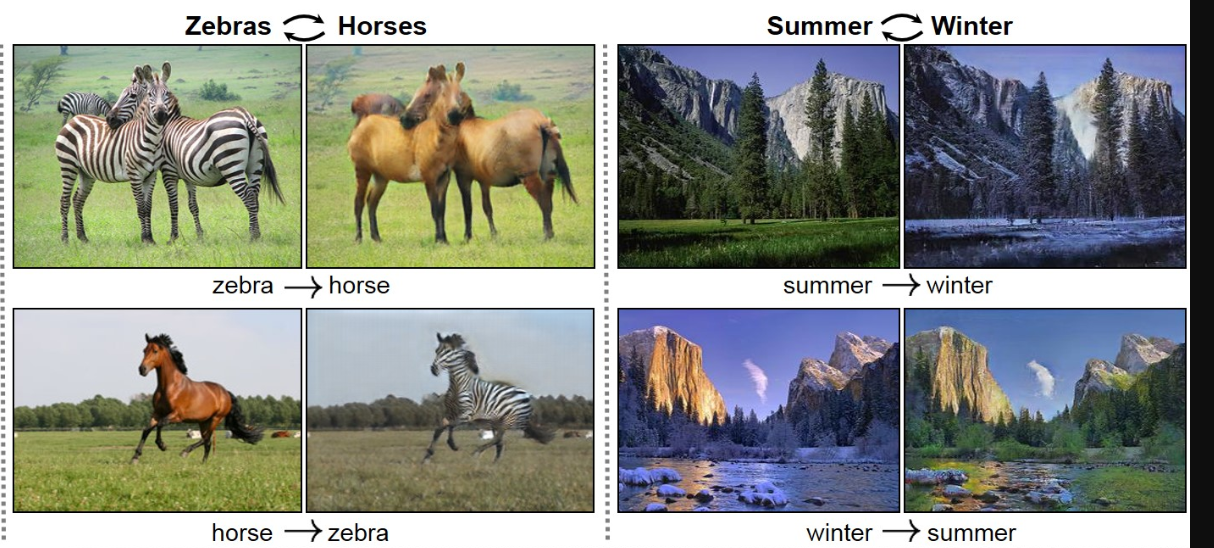 Zebras Horses
zebra → horse
horse → zebra
Summer Winter
summer → winter
winter → summer